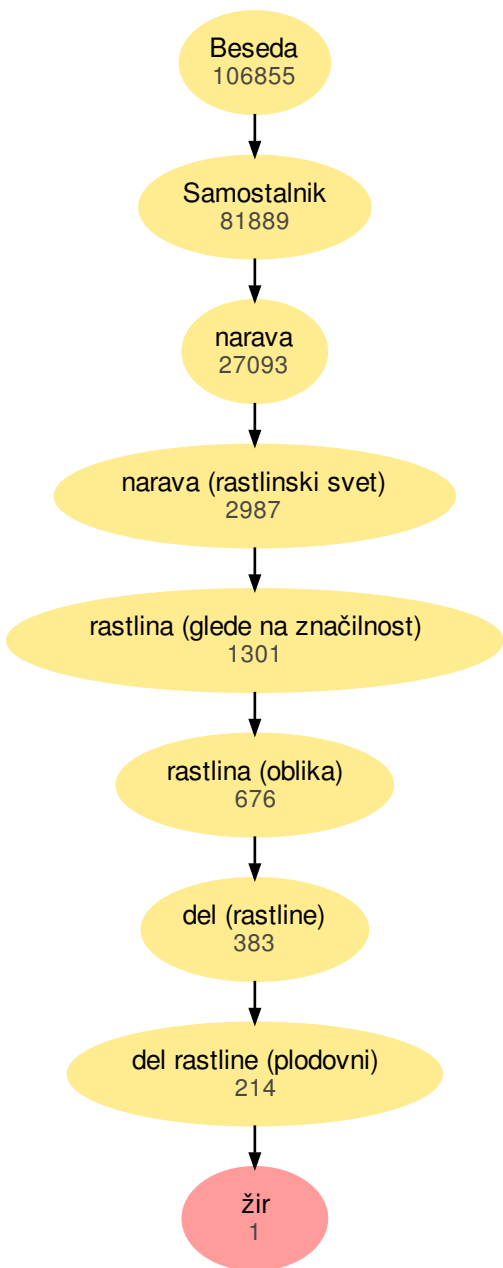 Beseda
106855
Samostalnik
81889
narava
27093
narava (rastlinski svet)
2987
rastlina (glede na značilnost)
1301
rastlina (oblika)
676
del (rastline)
383
del rastline (plodovni)
214
žir
1